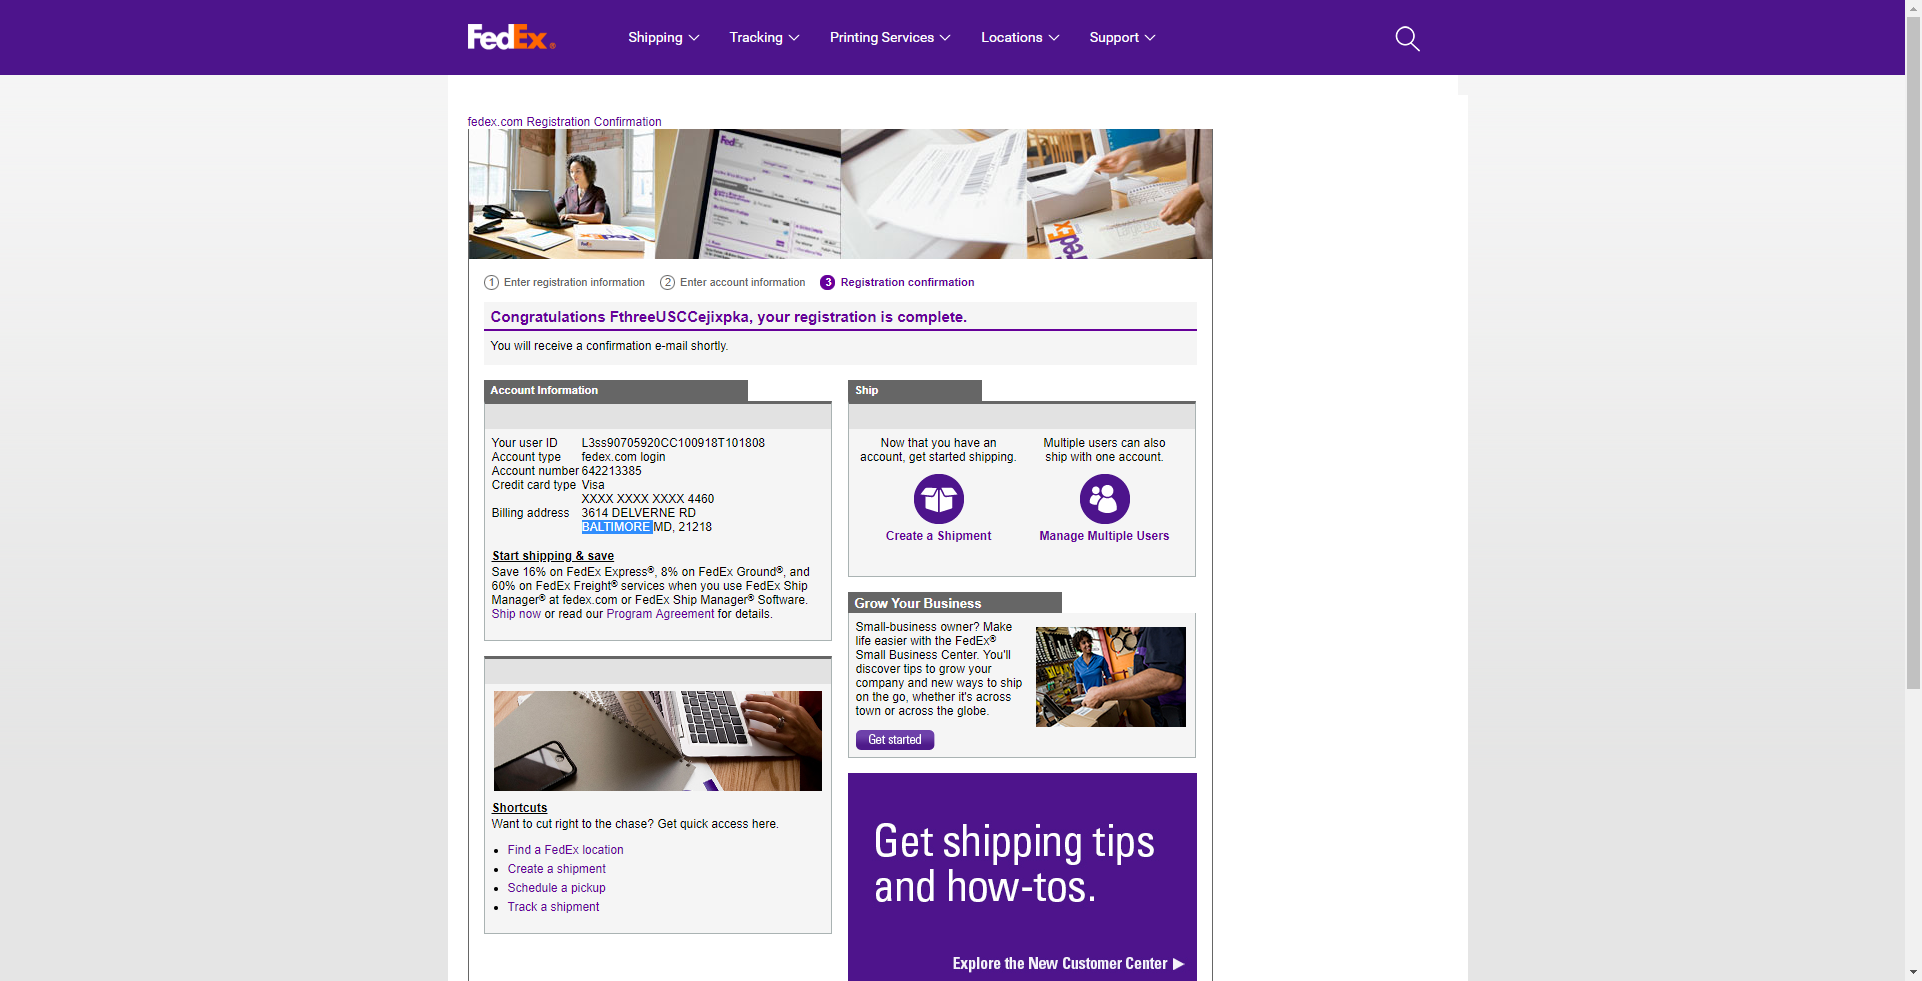 FedEx®
Shipping
Tracking
Printing Services
Locations
Support
fedex.com Registration Confirmation
1 Enter registration information
2 Enter account information
3 Registration confirmation
Congratulations FthreeUSCCejixpka, your registration is complete.
You will receive a confirmation e-mail shortly.
Account Information
Your user ID L3ss90705920CC100918T101808
Account type fedex.com login
Account number 642213385
Credit card type Visa
XXXX XXXX XXXX 4460
Billing address 3614 DELVERNE RD
BALTIMORE MD, 21218
Start shipping & save
Save 16% on FedEx Express®, 8% on FedEx Ground®, and
60% on FedEx Freight® services when you use FedEx Ship
Manager® at fedex.com or FedEx Ship Manager® Software.
Ship now or read our Program Agreement for details.
Shortcuts
Want to cut right to the chase? Get quick access here.
Find a FedEx location
Create a shipment
Schedule a pickup
Track a shipment
Ship
Now that you have an
account, get started shipping.
Create a Shipment
Multiple users can also
ship with one account.
Manage Multiple Users
Grow Your Business
Small-business owner? Make
life easier with the FedEx®
Small Business Center. You'll
discover tips to grow your
company and new ways to ship
on the go, whether it's across
town or across the globe.
Get started
Get shipping tips
and how-tos.
Explore the New Customer Center